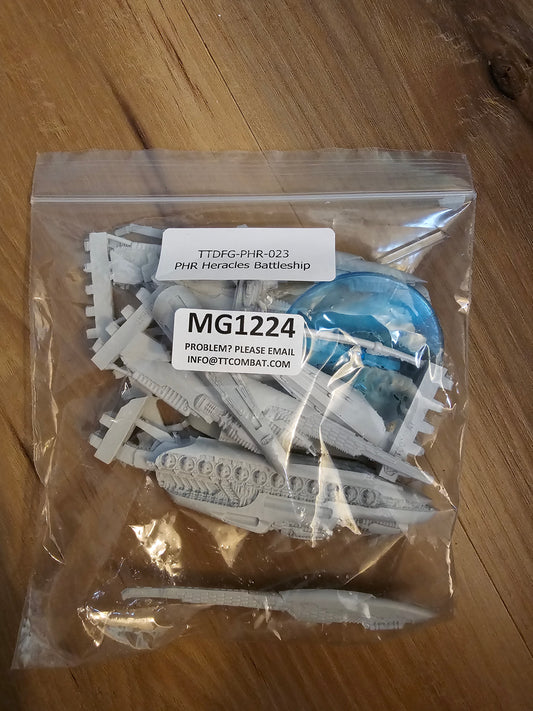 TTDFG-PHR-023
PHR Heracles Battleship
MG1224
PROBLEM? PLEASE EMAIL
INFO@TTCOMBAT.COM